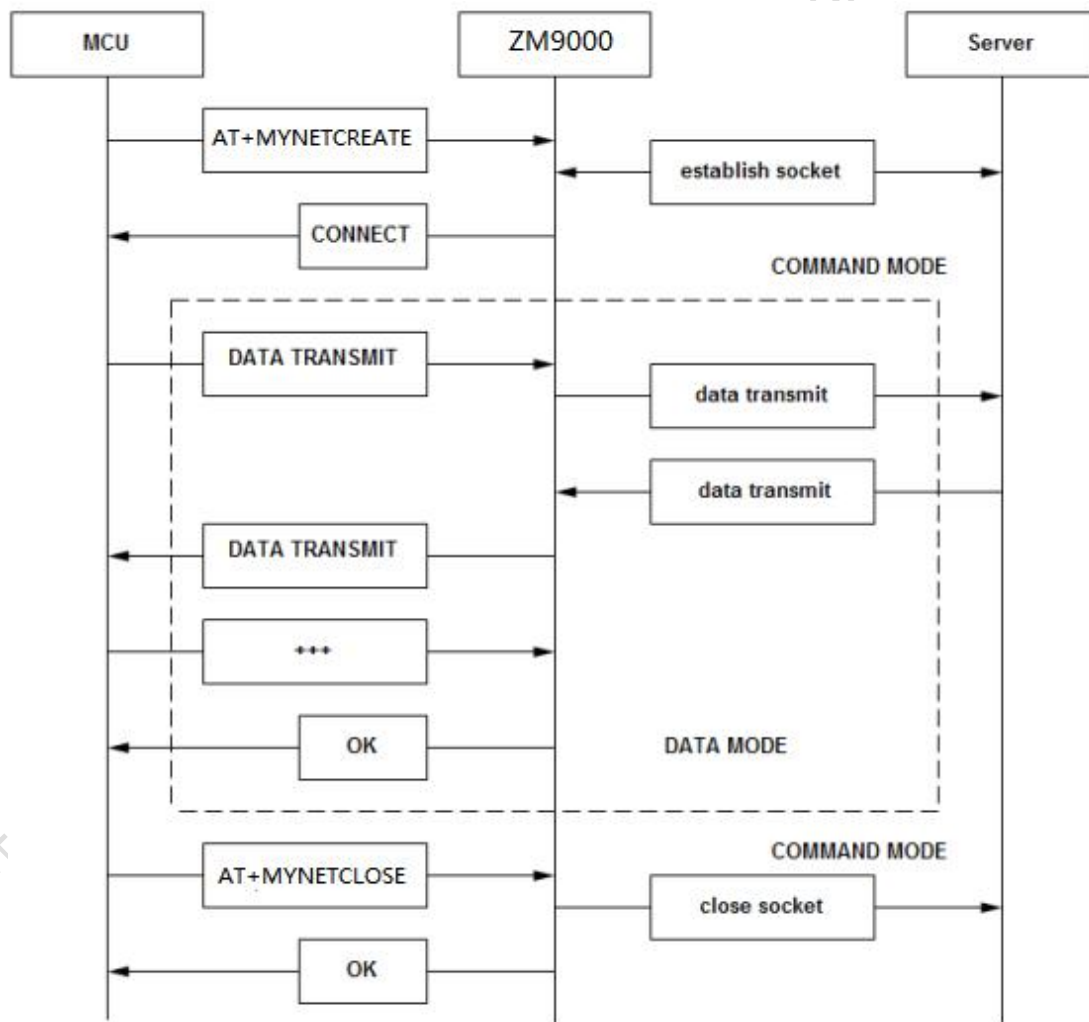 MCU
ZM9000
Server
AT+MYNETCREATE
establish socket
CONNECT
COMMAND MODE
DATA TRANSMIT
data transmit
data transmit
DATA TRANSMIT
+++
OK
DATA MODE
COMMAND MODE
AT+MYNETCLOSE
close socket
OK